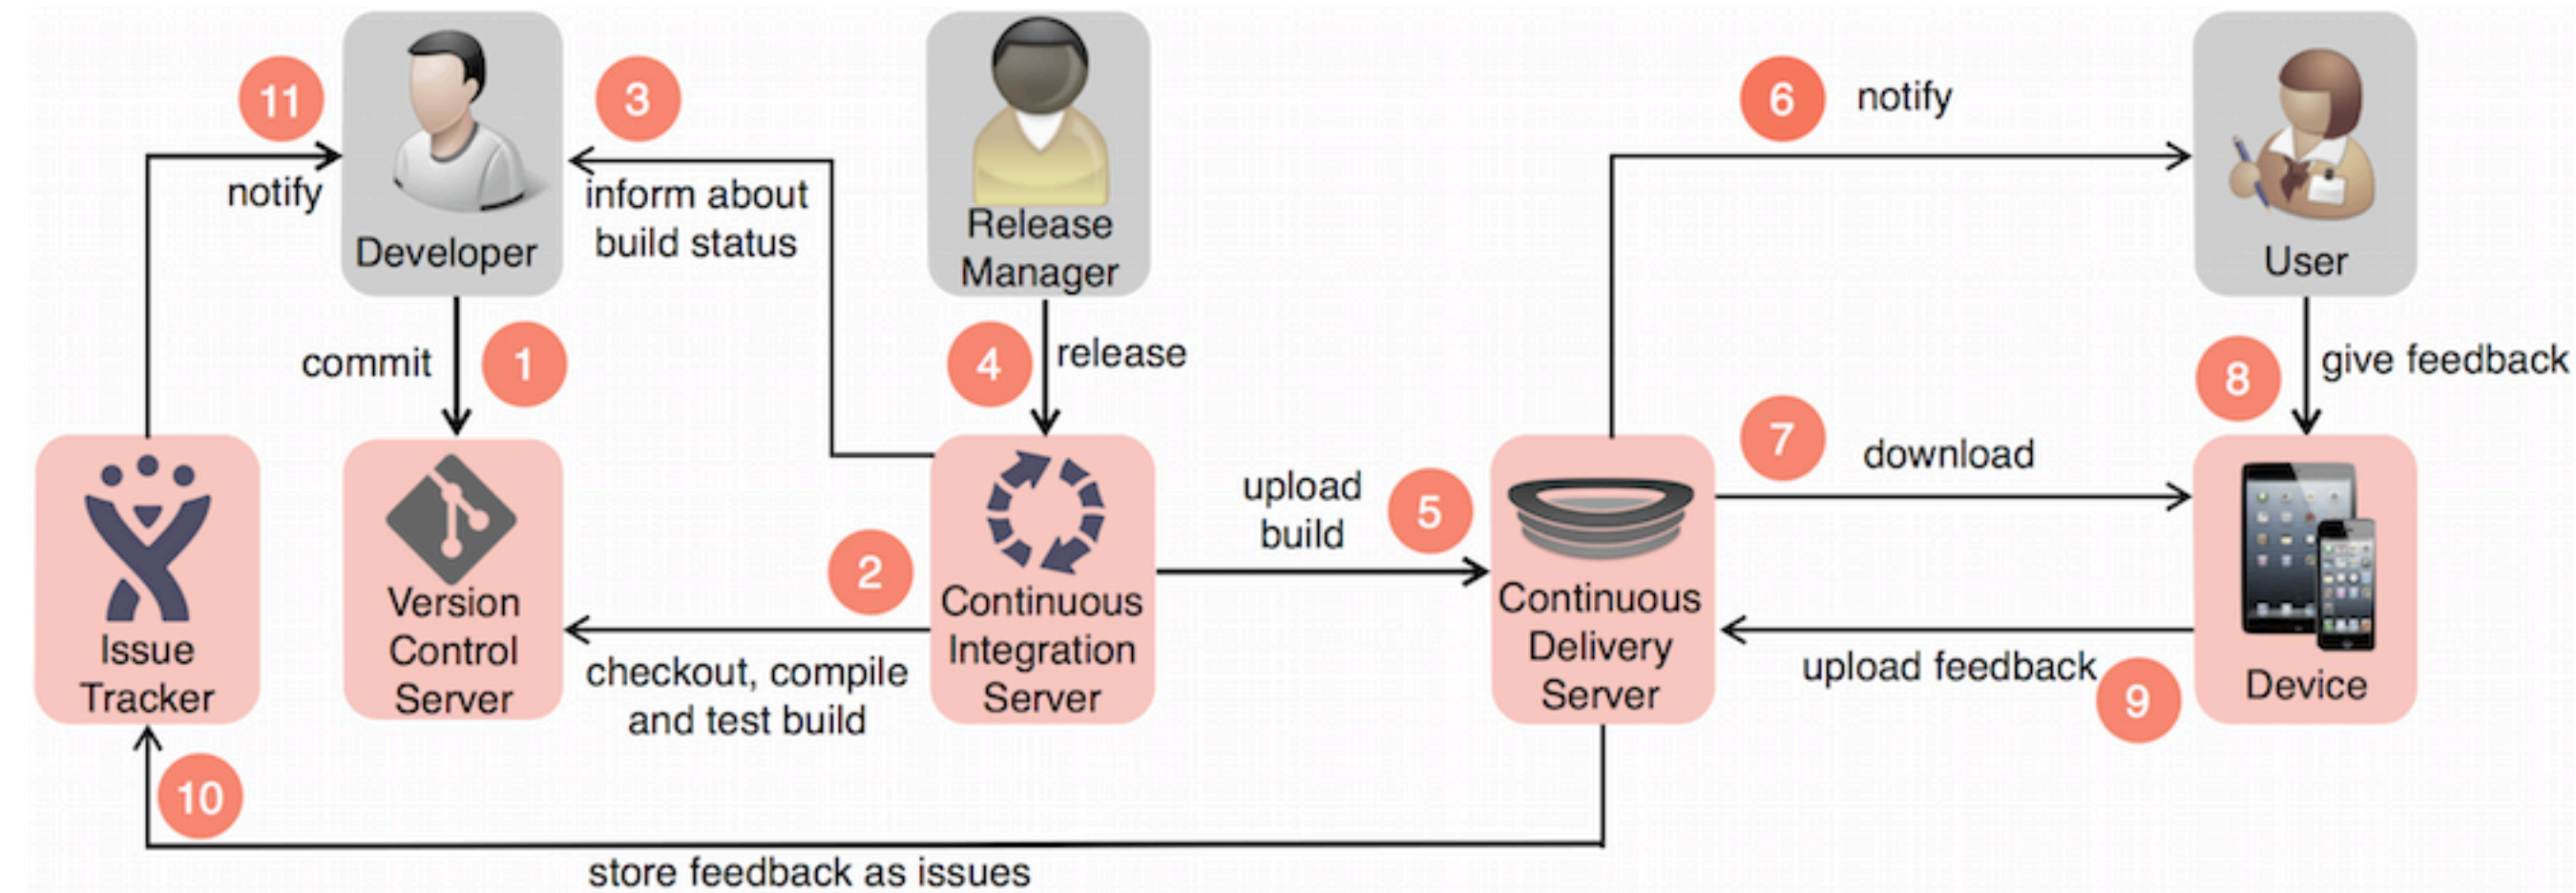 11
notify
Developer
3
inform about
build status
Release
Manager
6
notify
User
commit
1
4
release
8
give feedback
Issue
Tracker
Version
Control
Server
2
checkout, compile
and test build
Continuous
Integration
Server
upload
build
5
Continuous
Delivery
Server
7
download
upload feedback
9
Device
10
store feedback as issues